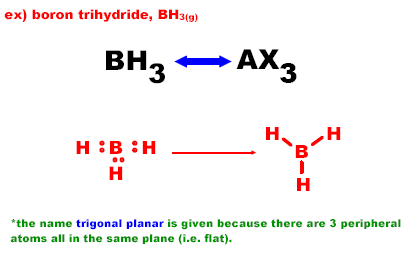 ex) boron trihydride, BH3(g)
BH3 AX3
H : B : H
..
H
H H
B
H
*the name trigonal planar is given because there are 3 peripheral
atoms all in the same plane (i.e. flat).